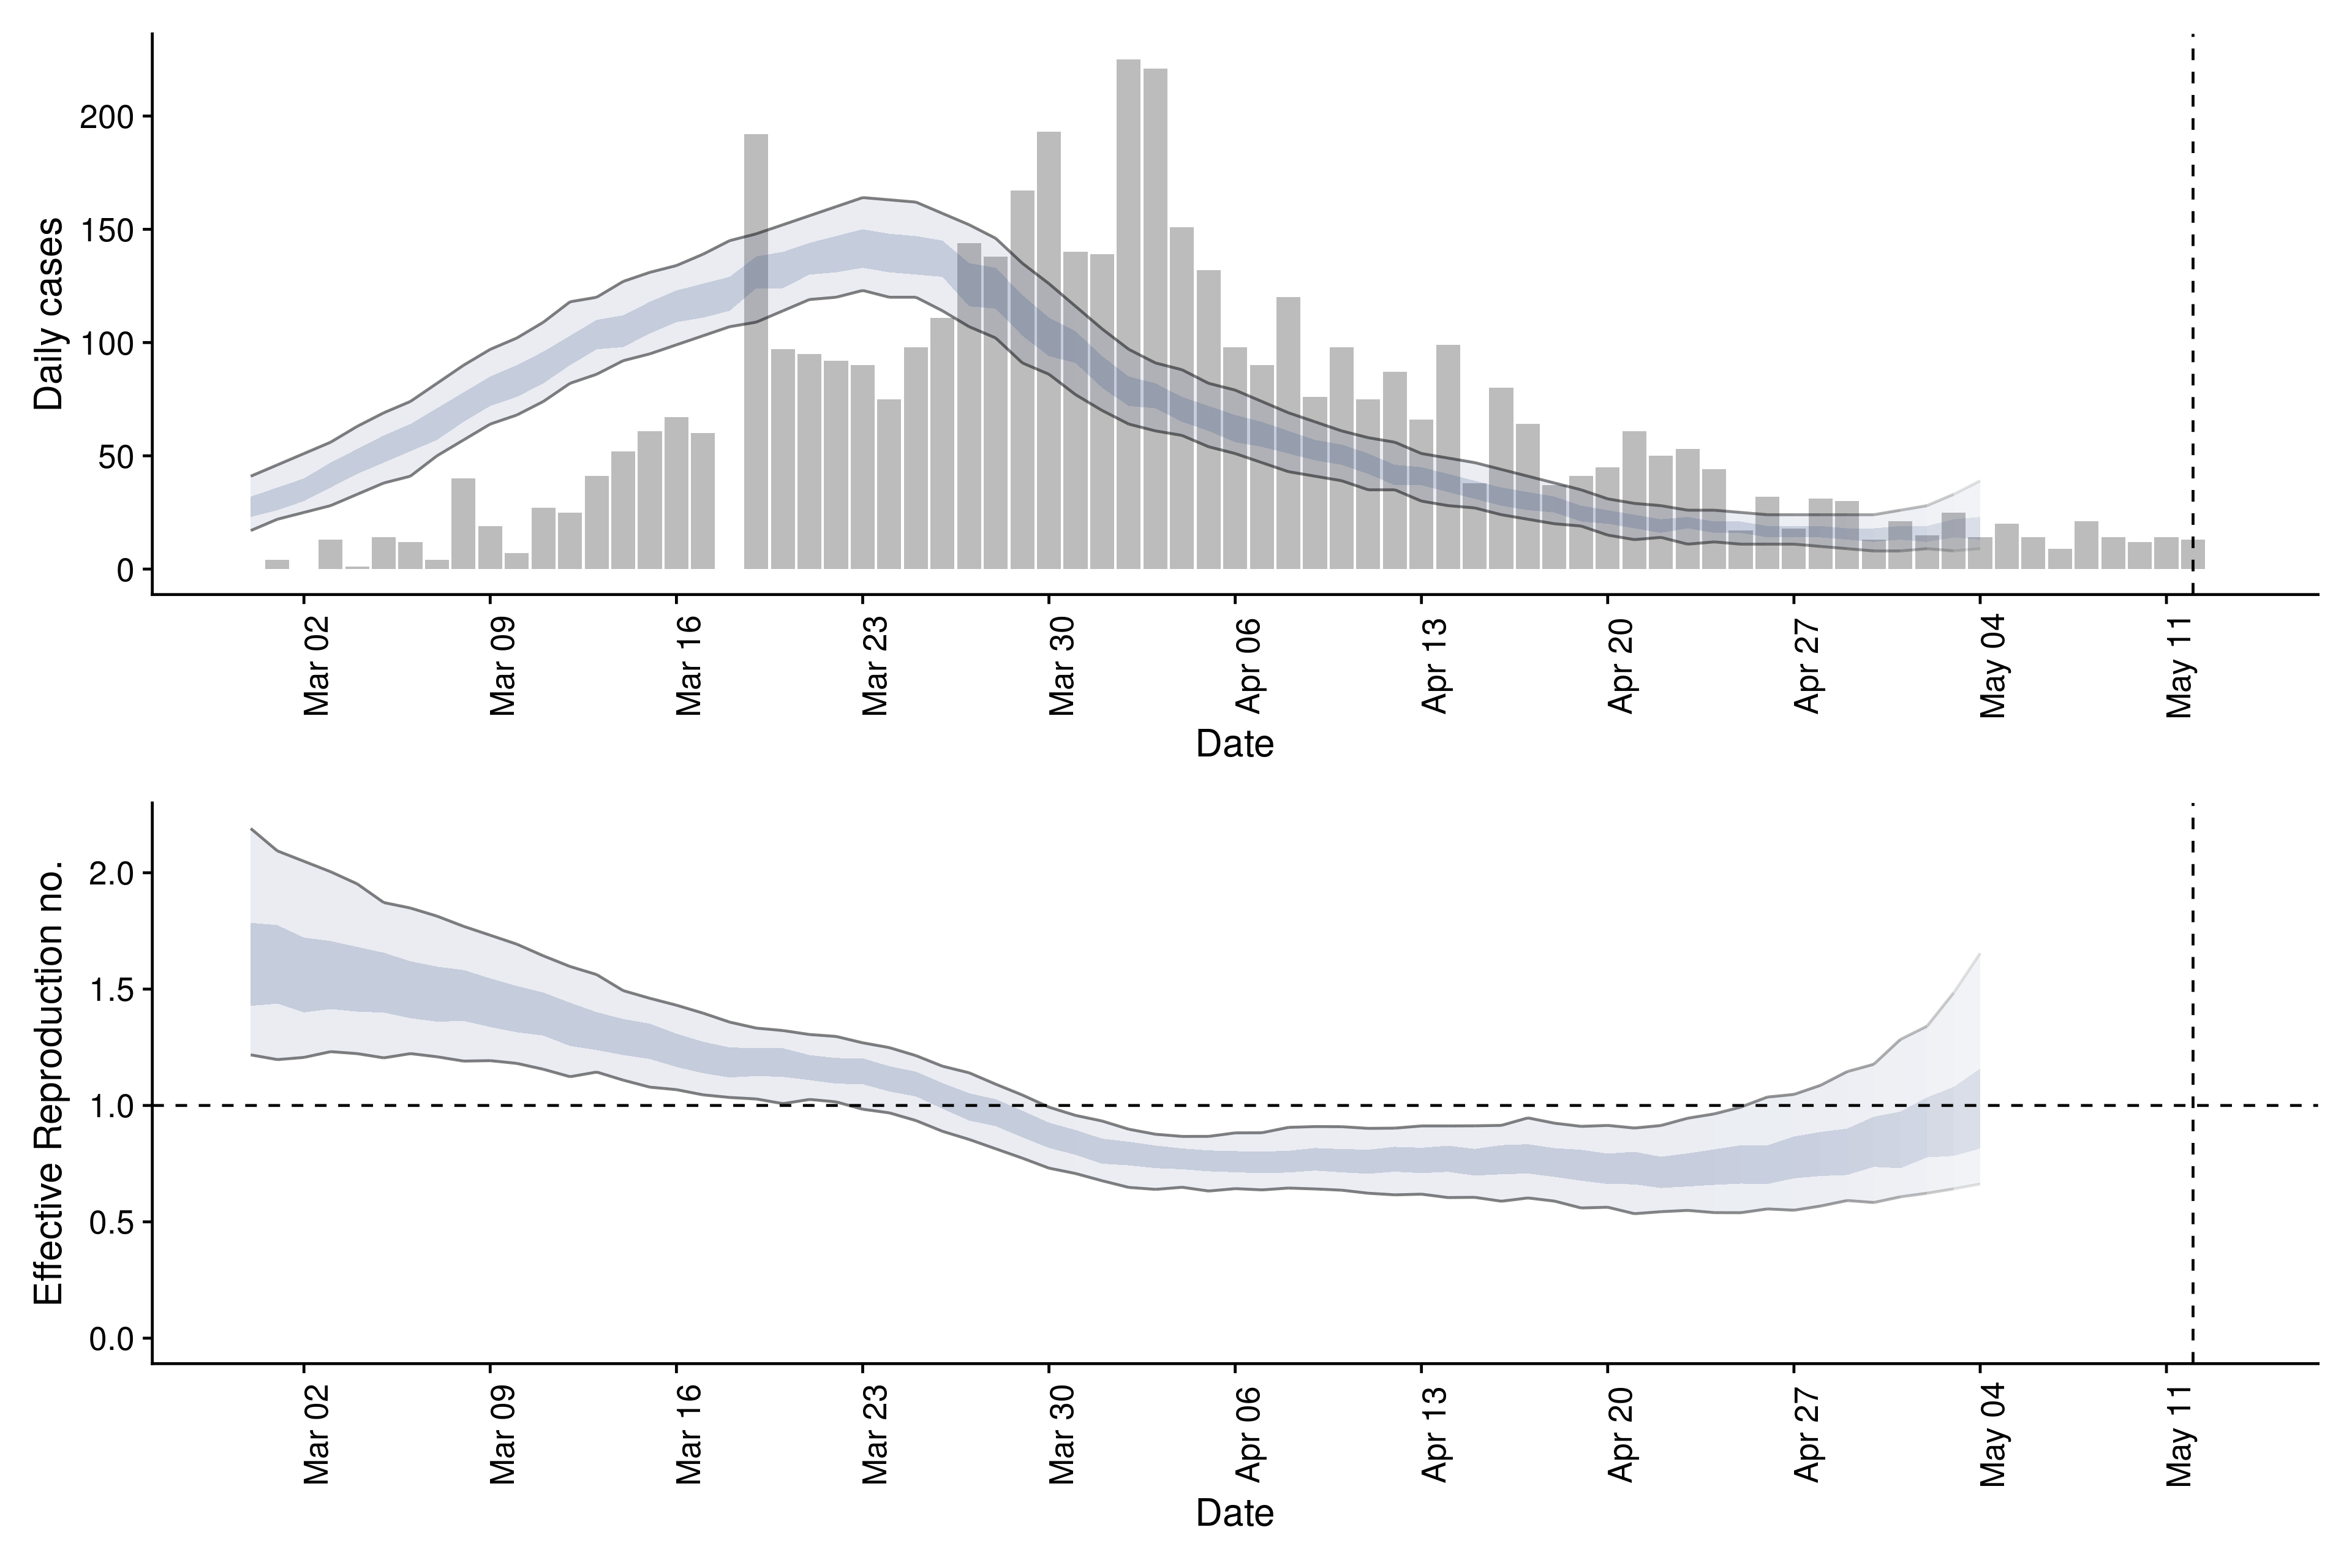 Daily cases
200
150
100
50
0
Mar 02
Mar 09
Mar 16
Mar 23
Mar 30
Apr 06
Apr 13
Apr 20
Apr 27
May 04
May 11
Date
Effective Reproduction no.
2.0
1.5
1.0
0.5
0.0
Mar 02
Mar 09
Mar 16
Mar 23
Mar 30
Apr 06
Apr 13
Apr 20
Apr 27
May 04
May 11
Date